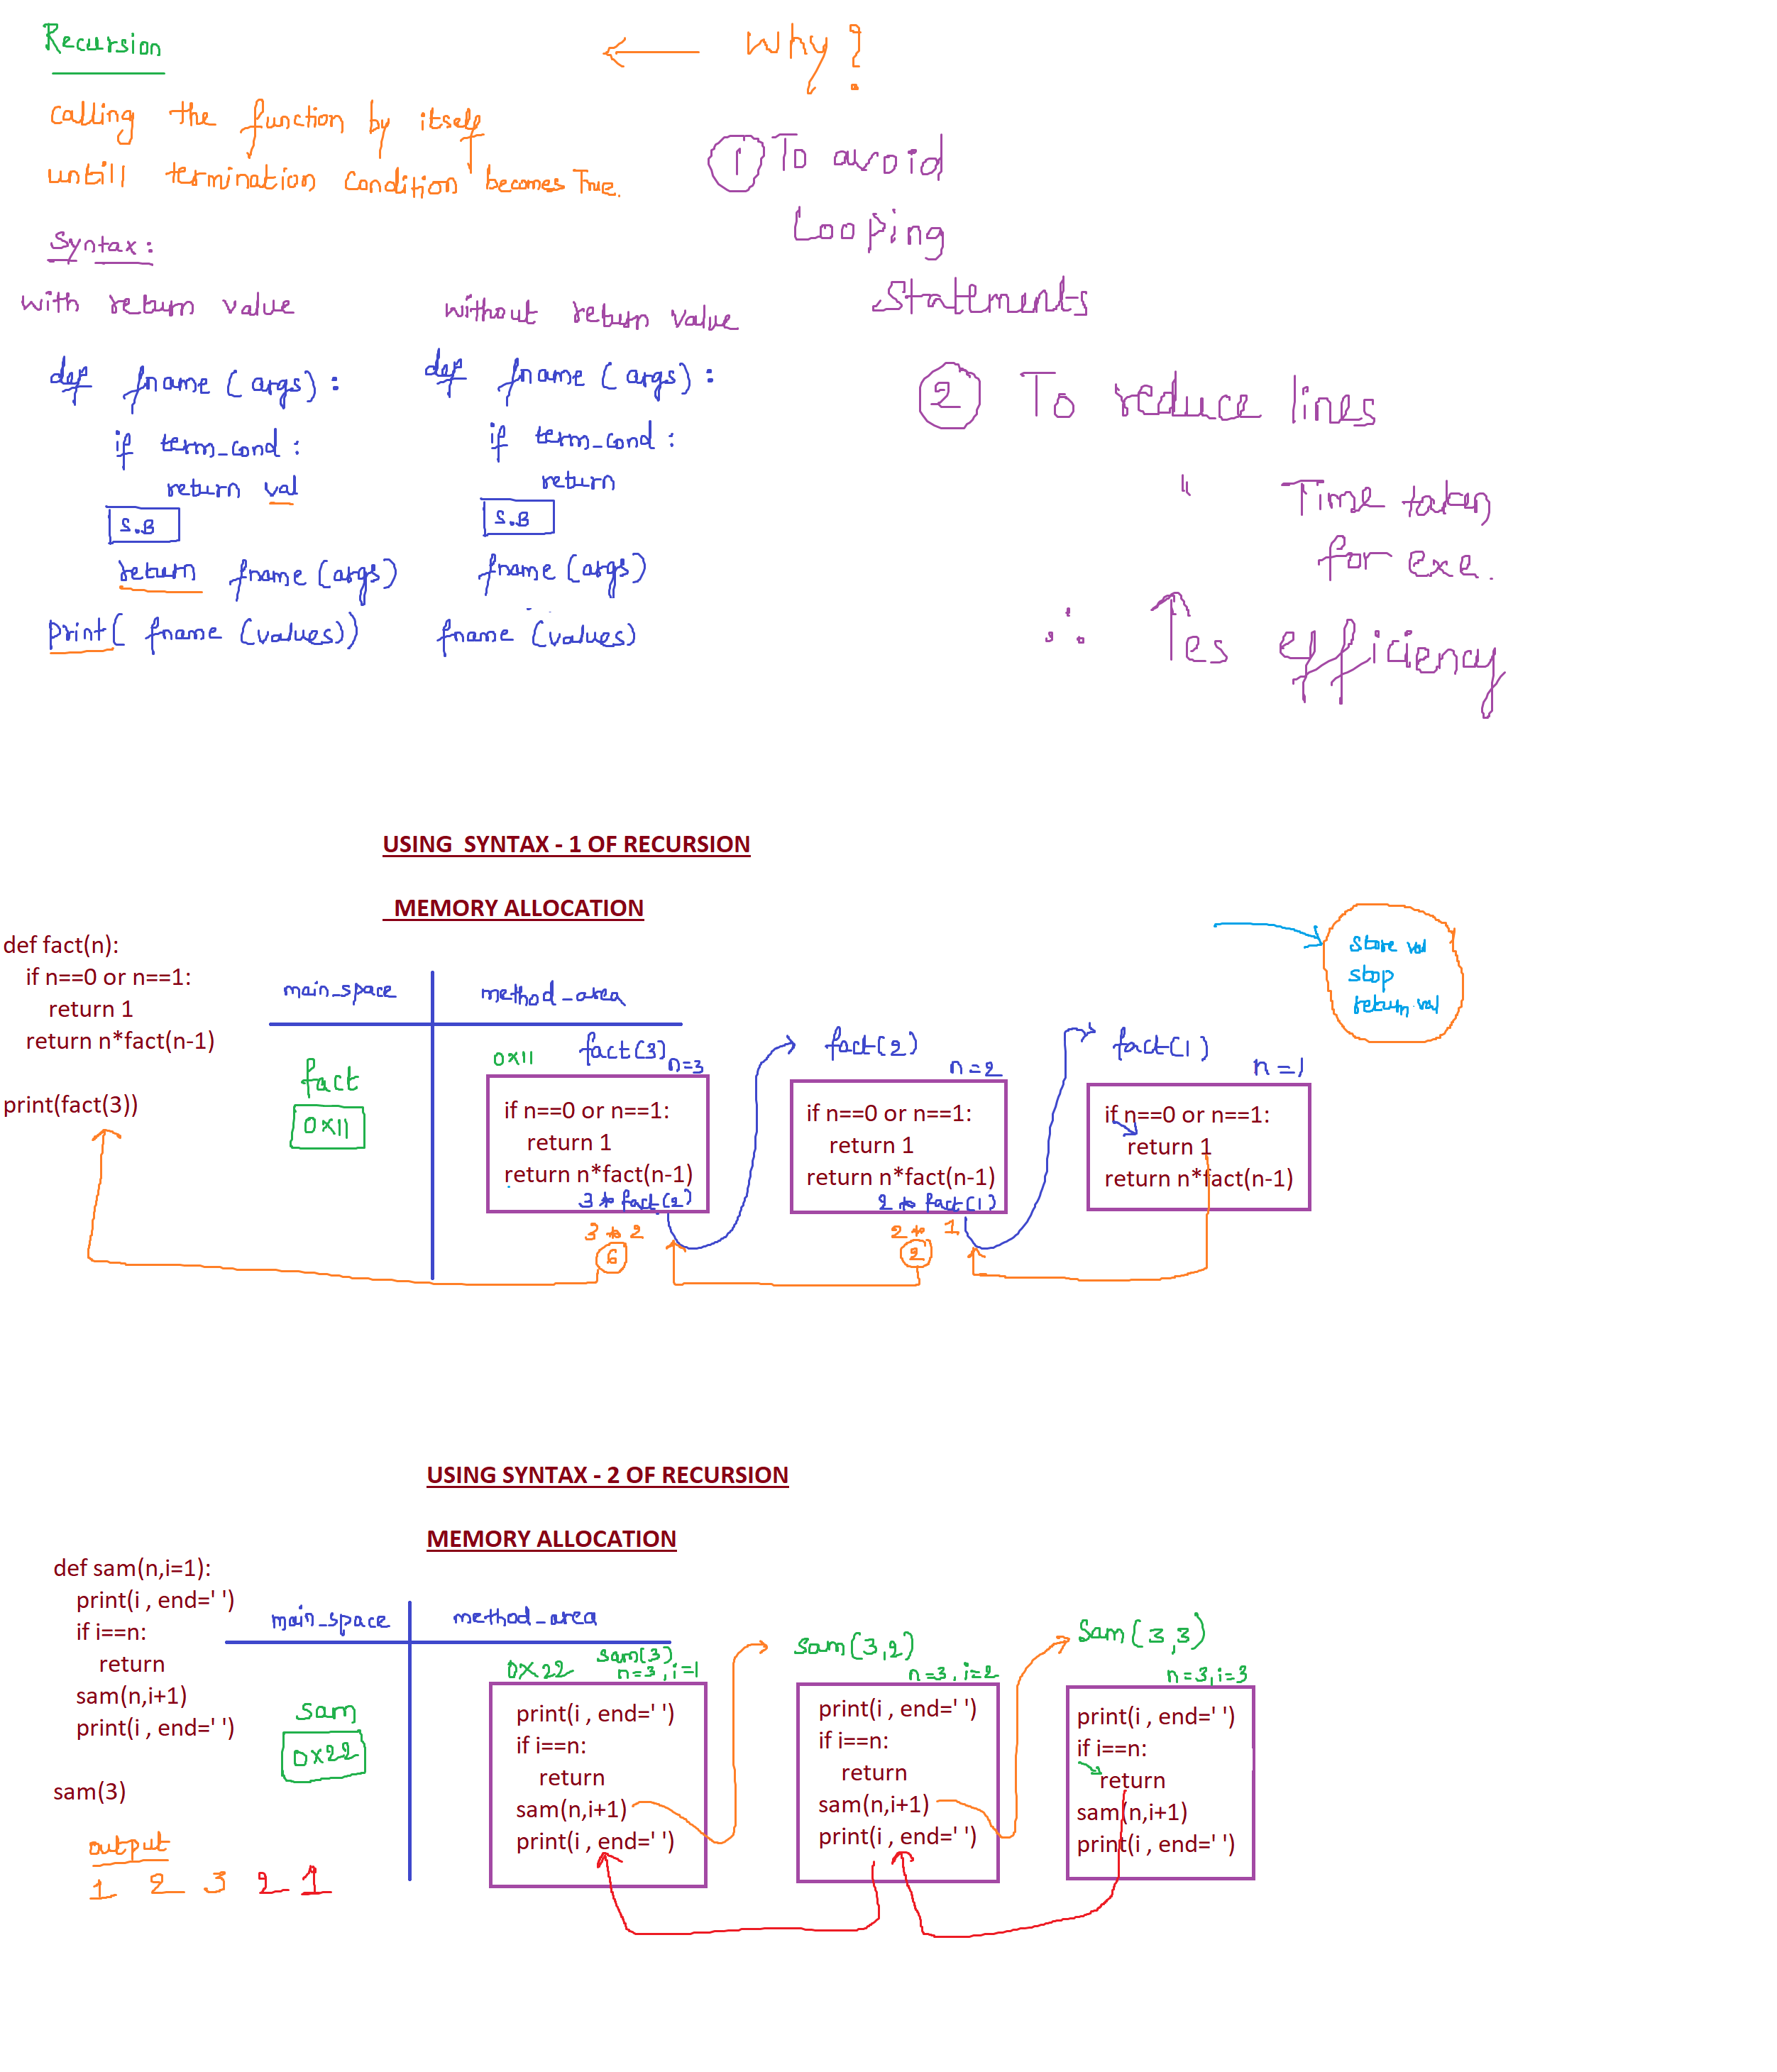 Recursion
← Why?
calling the function by itself
untill termination condition becomes True.
① To avoid
Looping
statements
② To reduce lines
" Time taken
for exe.
∴ ↑es efficiency
Syntax:
with return value
def fname (args) :
if term_cond :
return val
S.B
return fname (args)
print( fname (values))
without return value
def fname (args) :
if term_cond :
return
S.B
fname (args)
fname (values)
USING SYNTAX - 1 OF RECURSION
MEMORY ALLOCATION
def fact(n):
if n==0 or n==1:
return 1
return n*fact(n-1)
print(fact(3))
main_space
method_area
fact
0x11
0x11
fact(3)
n=3
if n==0 or n==1:
return 1
return n*fact(n-1)
3 * fact(2)
3 * 2
6
fact(2)
n=2
if n==0 or n==1:
return 1
return n*fact(n-1)
2 * fact(1)
2 * 1
2
fact(1)
n=1
if n==0 or n==1:
return 1
return n*fact(n-1)
store val
stop
return val
USING SYNTAX - 2 OF RECURSION
MEMORY ALLOCATION
def sam(n,i=1):
print(i , end=' ')
if i==n:
return
sam(n,i+1)
print(i , end=' ')
sam(3)
output
1 2 3 2 1
main_space
method_area
sam
0x22
0x22
sam(3)
n=3, i=1
print(i , end=' ')
if i==n:
return
sam(n,i+1)
print(i , end=' ')
sam(3,2)
n=3, i=2
print(i , end=' ')
if i==n:
return
sam(n,i+1)
print(i , end=' ')
sam(3,3)
n=3,i=3
print(i , end=' ')
if i==n:
return
sam(n,i+1)
print(i , end=' ')